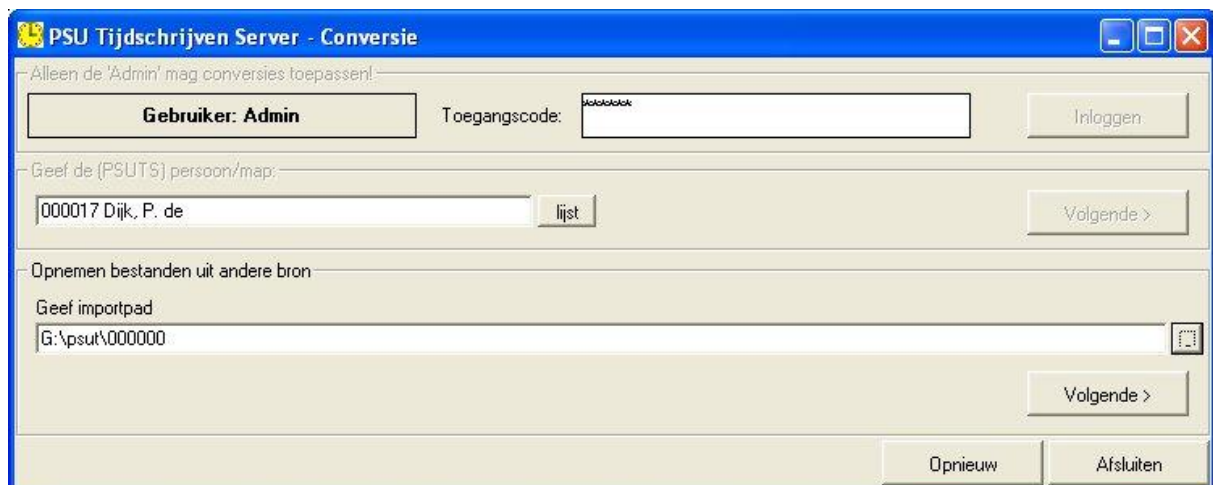 PSU Tijdschrijven Server - Conversie
Alleen de 'Admin' mag conversies toepassen!
Gebruiker: Admin Toegangscode: ******* Inloggen
Geef de (PSUTS) persoon/map:
000017 Dijk, P. de lijst Volgende >
Opnemen bestanden uit andere bron
Geef importpad
G:\psut\000000
Volgende >
Opnieuw Afsluiten